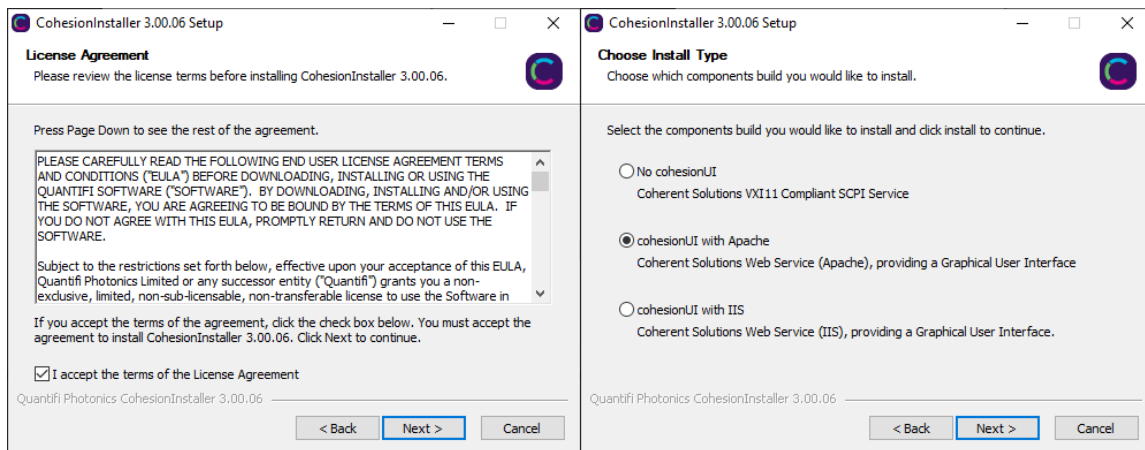 CohesionInstaller 3.00.06 Setup
License Agreement
Please review the license terms before installing CohesionInstaller 3.00.06.
Press Page Down to see the rest of the agreement.
PLEASE CAREFULLY READ THE FOLLOWING END USER LICENSE AGREEMENT TERMS
AND CONDITIONS ("EULA") BEFORE DOWNLOADING, INSTALLING OR USING THE
QUANTIFI SOFTWARE ("SOFTWARE").  BY DOWNLOADING, INSTALLING AND/OR USING
THE SOFTWARE, YOU ARE AGREEING TO BE BOUND BY THE TERMS OF THIS EULA.  IF
YOU DO NOT AGREE WITH THIS EULA, PROMPTLY RETURN AND DO NOT USE THE
SOFTWARE.
Subject to the restrictions set forth below, effective upon your acceptance of this EULA,
Quantifi Photonics Limited or any successor entity ("Quantifi") grants you a non-
exclusive, limited, non-sub-licensable, non-transferable license to use the Software in
If you accept the terms of the agreement, click the check box below. You must accept the
agreement to install CohesionInstaller 3.00.06. Click Next to continue.
I accept the terms of the License Agreement
Quantifi Photonics CohesionInstaller 3.00.06
< Back
Next >
Cancel
CohesionInstaller 3.00.06 Setup
Choose Install Type
Choose which components build you would like to install.
Select the components build you would like to install and click install to continue.
No cohesionUI
Coherent Solutions VXI11 Compliant SCPI Service
cohesionUI with Apache
Coherent Solutions Web Service (Apache), providing a Graphical User Interface
cohesionUI with IIS
Coherent Solutions Web Service (IIS), providing a Graphical User Interface.
Quantifi Photonics CohesionInstaller 3.00.06
< Back
Next >
Cancel